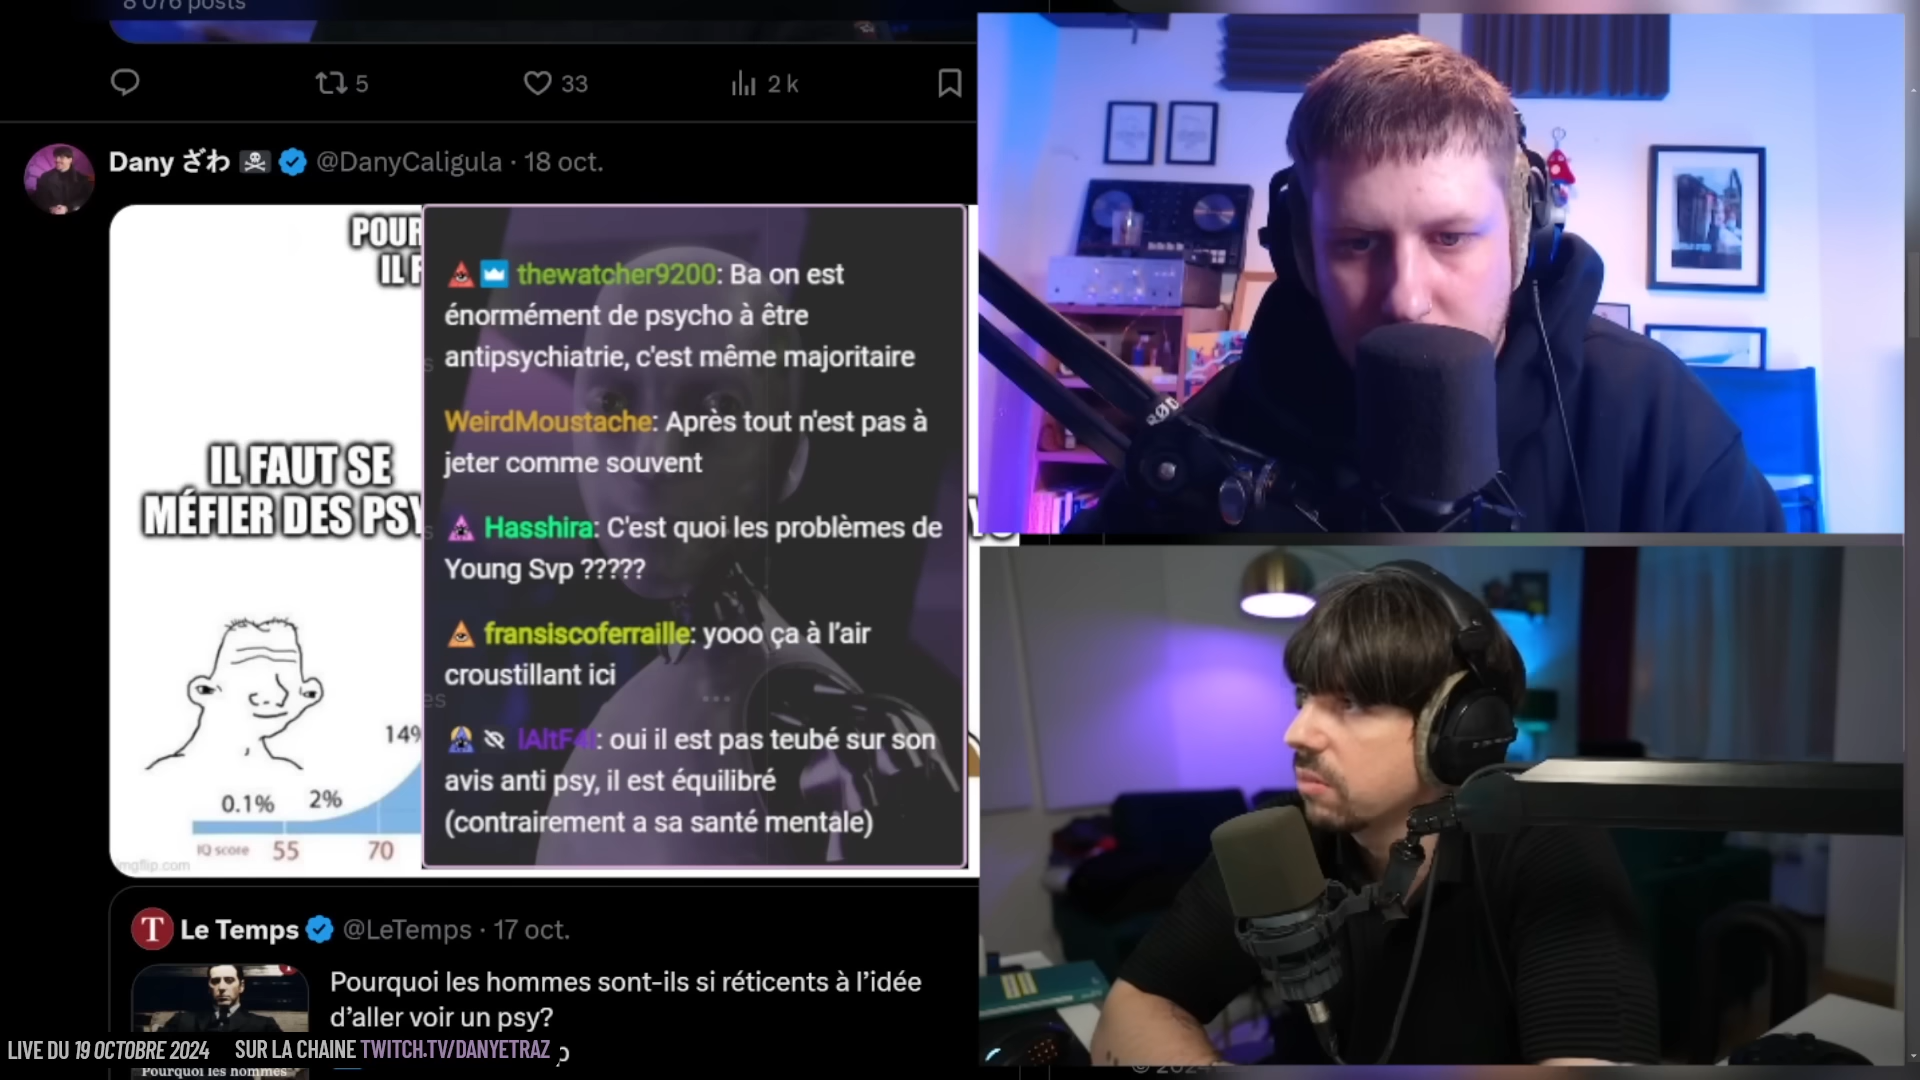 8 076 posts
5
33
2 k
Dany ざわ @DanyCaligula · 18 oct.
POUR
IL F
IL FAUT SE
MÉFIER DES PSY
14%
0.1%
2%
IQ score
55
70
imgflip.com
thewatcher9200: Ba on est
énormément de psycho à être
antipsychiatrie, c'est même majoritaire
WeirdMoustache: Après tout n'est pas à
jeter comme souvent
Hasshira: C'est quoi les problèmes de
Young Svp ?????
fransiscoferraille: yooo ça à l'air
croustillant ici
lAltF4l: oui il est pas teubé sur son
avis anti psy, il est équilibré
(contrairement a sa santé mentale)
T Le Temps @LeTemps · 17 oct.
Pourquoi les hommes sont-ils si réticents à l'idée
d'aller voir un psy?
LIVE DU 19 OCTOBRE 2024 SUR LA CHAINE TWITCH.TV/DANYETRAZ
Pourquoi les hommes
RØD